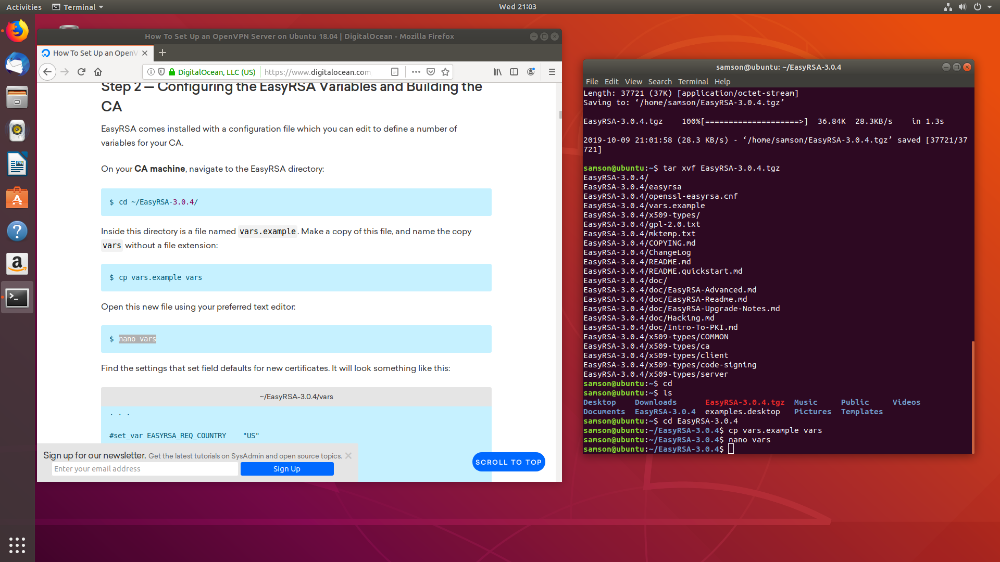 Activities
Terminal
Wed 21:03
How To Set Up an OpenVPN Server on Ubuntu 18.04 | DigitalOcean - Mozilla Firefox
How To Set Up an OpenV
DigitalOcean, LLC (US)
https://www.digitalocean.com
Step 2 — Configuring the EasyRSA Variables and Building the
CA
EasyRSA comes installed with a configuration file which you can edit to define a number of
variables for your CA.
On your CA machine, navigate to the EasyRSA directory:
$ cd ~/EasyRSA-3.0.4/
Inside this directory is a file named vars.example. Make a copy of this file, and name the copy
vars without a file extension:
$ cp vars.example vars
Open this new file using your preferred text editor:
$ nano vars
Find the settings that set field defaults for new certificates. It will look something like this:
~/EasyRSA-3.0.4/vars
. . .
#set_var EASYRSA_REQ_COUNTRY    "US"
Sign up for our newsletter. Get the latest tutorials on SysAdmin and open source topics.
Enter your email address
Sign Up
SCROLL TO TOP
samson@ubuntu: ~/EasyRSA-3.0.4
File Edit View Search Terminal Help
Length: 37721 (37K) [application/octet-stream]
Saving to: ‘/home/samson/EasyRSA-3.0.4.tgz’
EasyRSA-3.0.4.tgz    100%[====================>]  36.84K  28.3KB/s    in 1.3s
2019-10-09 21:01:58 (28.3 KB/s) - ‘/home/samson/EasyRSA-3.0.4.tgz’ saved [37721/37
721]
samson@ubuntu:~$ tar xvf EasyRSA-3.0.4.tgz
EasyRSA-3.0.4/
EasyRSA-3.0.4/easyrsa
EasyRSA-3.0.4/openssl-easyrsa.cnf
EasyRSA-3.0.4/vars.example
EasyRSA-3.0.4/x509-types/
EasyRSA-3.0.4/gpl-2.0.txt
EasyRSA-3.0.4/mktemp.txt
EasyRSA-3.0.4/COPYING.md
EasyRSA-3.0.4/ChangeLog
EasyRSA-3.0.4/README.md
EasyRSA-3.0.4/README.quickstart.md
EasyRSA-3.0.4/doc/
EasyRSA-3.0.4/doc/EasyRSA-Advanced.md
EasyRSA-3.0.4/doc/EasyRSA-Readme.md
EasyRSA-3.0.4/doc/EasyRSA-Upgrade-Notes.md
EasyRSA-3.0.4/doc/Hacking.md
EasyRSA-3.0.4/doc/Intro-To-PKI.md
EasyRSA-3.0.4/x509-types/COMMON
EasyRSA-3.0.4/x509-types/ca
EasyRSA-3.0.4/x509-types/client
EasyRSA-3.0.4/x509-types/code-signing
EasyRSA-3.0.4/x509-types/server
samson@ubuntu:~$ cd
samson@ubuntu:~$ ls
Desktop    Downloads      EasyRSA-3.0.4.tgz  Music     Public     Videos
Documents  EasyRSA-3.0.4  examples.desktop   Pictures  Templates
samson@ubuntu:~$ cd EasyRSA-3.0.4
samson@ubuntu:~/EasyRSA-3.0.4$ cp vars.example vars
samson@ubuntu:~/EasyRSA-3.0.4$ nano vars
samson@ubuntu:~/EasyRSA-3.0.4$